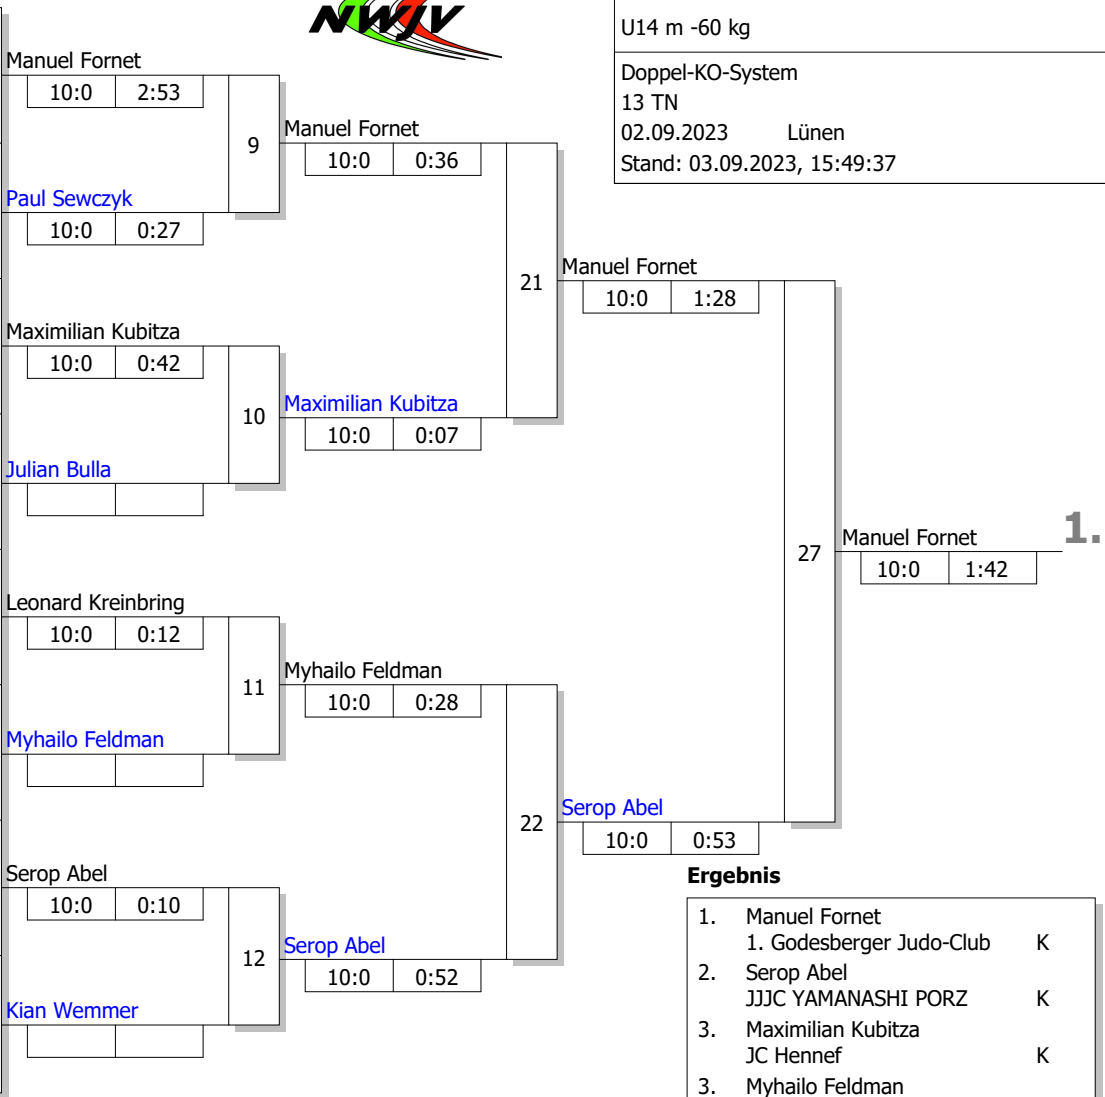 NWJV
U14 m -60 kg
Doppel-KO-System
13 TN
02.09.2023 Lünen
Stand: 03.09.2023, 15:49:37
Manuel Fornet
10:0 2:53
9
Manuel Fornet
10:0 0:36
Paul Sewczyk
10:0 0:27
21
Manuel Fornet
10:0 1:28
Maximilian Kubitza
10:0 0:42
10
Maximilian Kubitza
10:0 0:07
Julian Bulla
27
Manuel Fornet
1.
10:0 1:42
Leonard Kreinbring
10:0 0:12
11
Myhailo Feldman
10:0 0:28
Myhailo Feldman
22
Serop Abel
10:0 0:53
Serop Abel
10:0 0:10
12
Serop Abel
10:0 0:52
Kian Wemmer
Ergebnis
1. Manuel Fornet
1. Godesberger Judo-Club K
2. Serop Abel
JJJC YAMANASHI PORZ K
3. Maximilian Kubitza
JC Hennef K
3. Myhailo Feldman